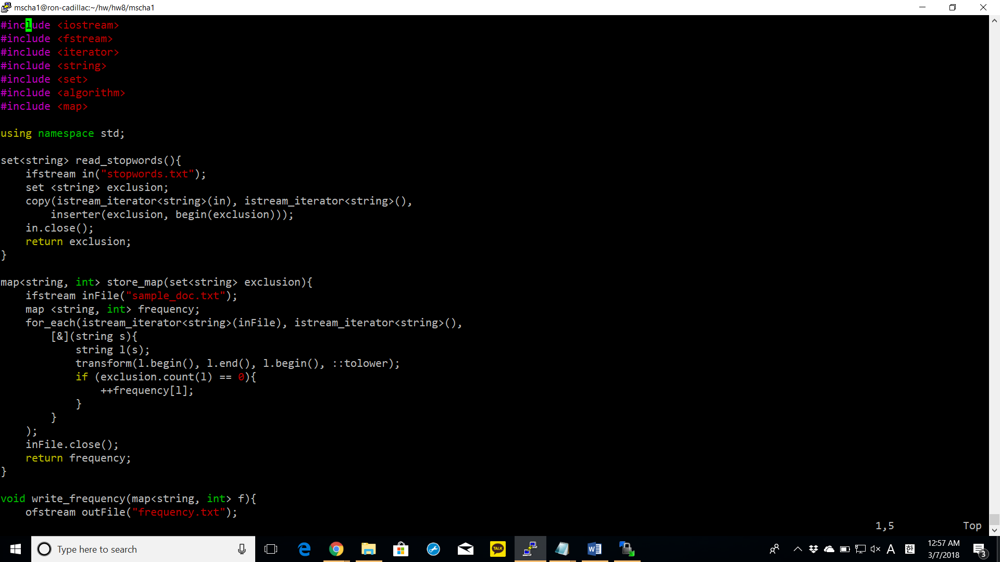 mscha1@ron-cadillac:~/hw/hw8/mscha1
#include <iostream>
#include <fstream>
#include <iterator>
#include <string>
#include <set>
#include <algorithm>
#include <map>
using namespace std;
set<string> read_stopwords(){
    ifstream in("stopwords.txt");
    set <string> exclusion;
    copy(istream_iterator<string>(in), istream_iterator<string>(),
        inserter(exclusion, begin(exclusion)));
    in.close();
    return exclusion;
}
map<string, int> store_map(set<string> exclusion){
    ifstream inFile("sample_doc.txt");
    map <string, int> frequency;
    for_each(istream_iterator<string>(inFile), istream_iterator<string>(),
        [&](string s){
            string l(s);
            transform(l.begin(), l.end(), l.begin(), ::tolower);
            if (exclusion.count(l) == 0){
                ++frequency[l];
            }
        }
    );
    inFile.close();
    return frequency;
}
void write_frequency(map<string, int> f){
    ofstream outFile("frequency.txt");
1,5 Top
Type here to search
TALK
A
한
12:57 AM
3/7/2018
3